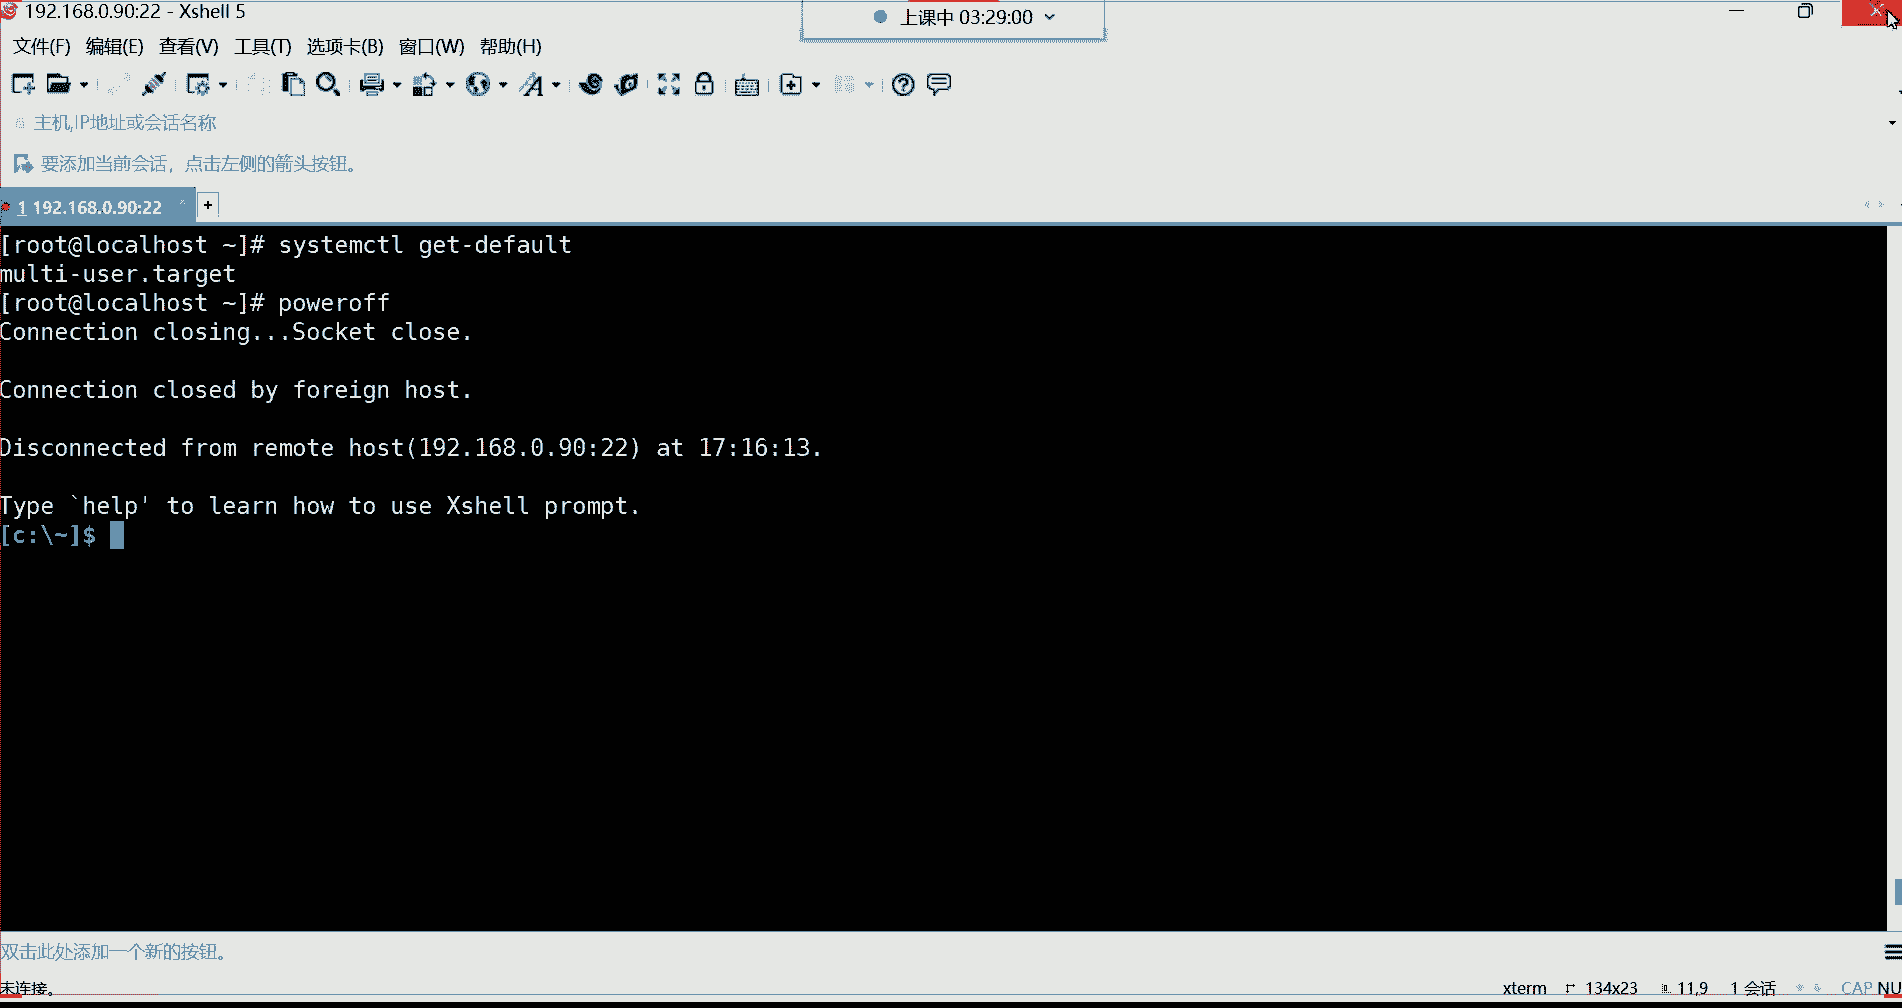 192.168.0.90:22 - Xshell 5
上课中 03:29:00
文件(F) 编辑(E) 查看(V) 工具(T) 选项卡(B) 窗口(W) 帮助(H)
主机,IP地址或会话名称
要添加当前会话，点击左侧的箭头按钮。
1 192.168.0.90:22
[root@localhost ~]# systemctl get-default
multi-user.target
[root@localhost ~]# poweroff
Connection closing...Socket close.
Connection closed by foreign host.
Disconnected from remote host(192.168.0.90:22) at 17:16:13.
Type `help' to learn how to use Xshell prompt.
[c:\~]$
双击此处添加一个新的按钮。
未连接。
xterm 134x23 11,9 1 会话 CAP NU